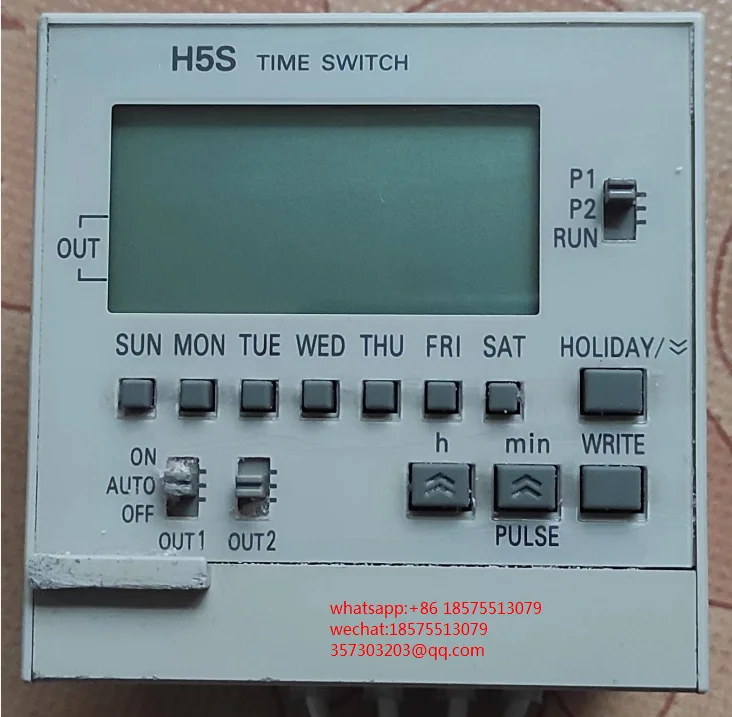 H5S TIME SWITCH
P1
P2
RUN
OUT
SUN MON TUE WED THU FRI SAT
HOLIDAY/
h min WRITE
ON
AUTO
OFF
OUT1 OUT2
PULSE
whatsapp:+86 18575513079
wechat:18575513079
357303203@qq.com